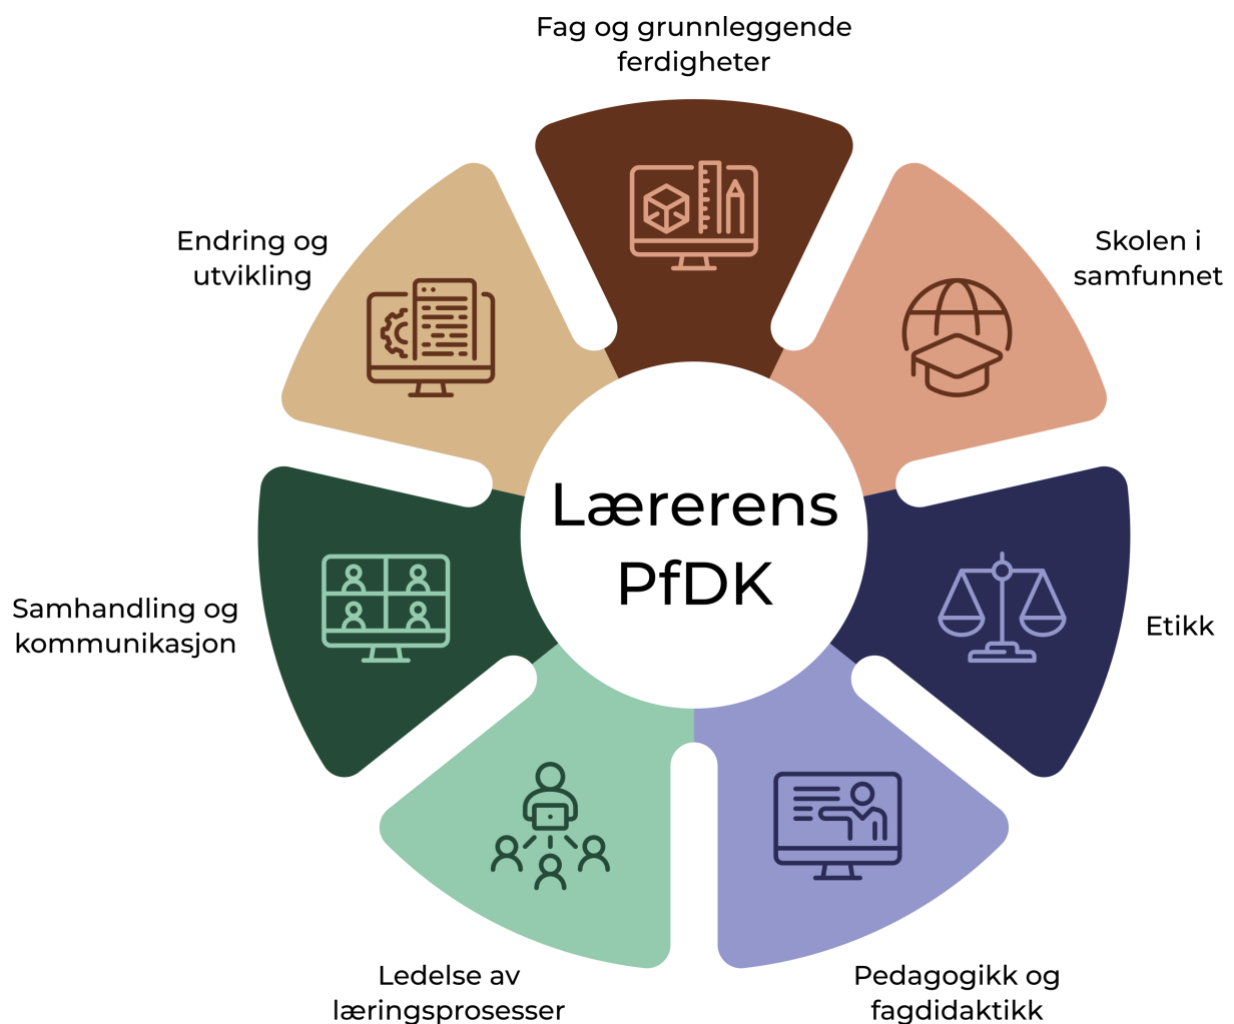 Fag og grunnleggende
ferdigheter
Skolen i
samfunnet
Etikk
Pedagogikk og
fagdidaktikk
Ledelse av
læringsprosesser
Samhandling og
kommunikasjon
Endring og
utvikling
Lærerens
PfDK